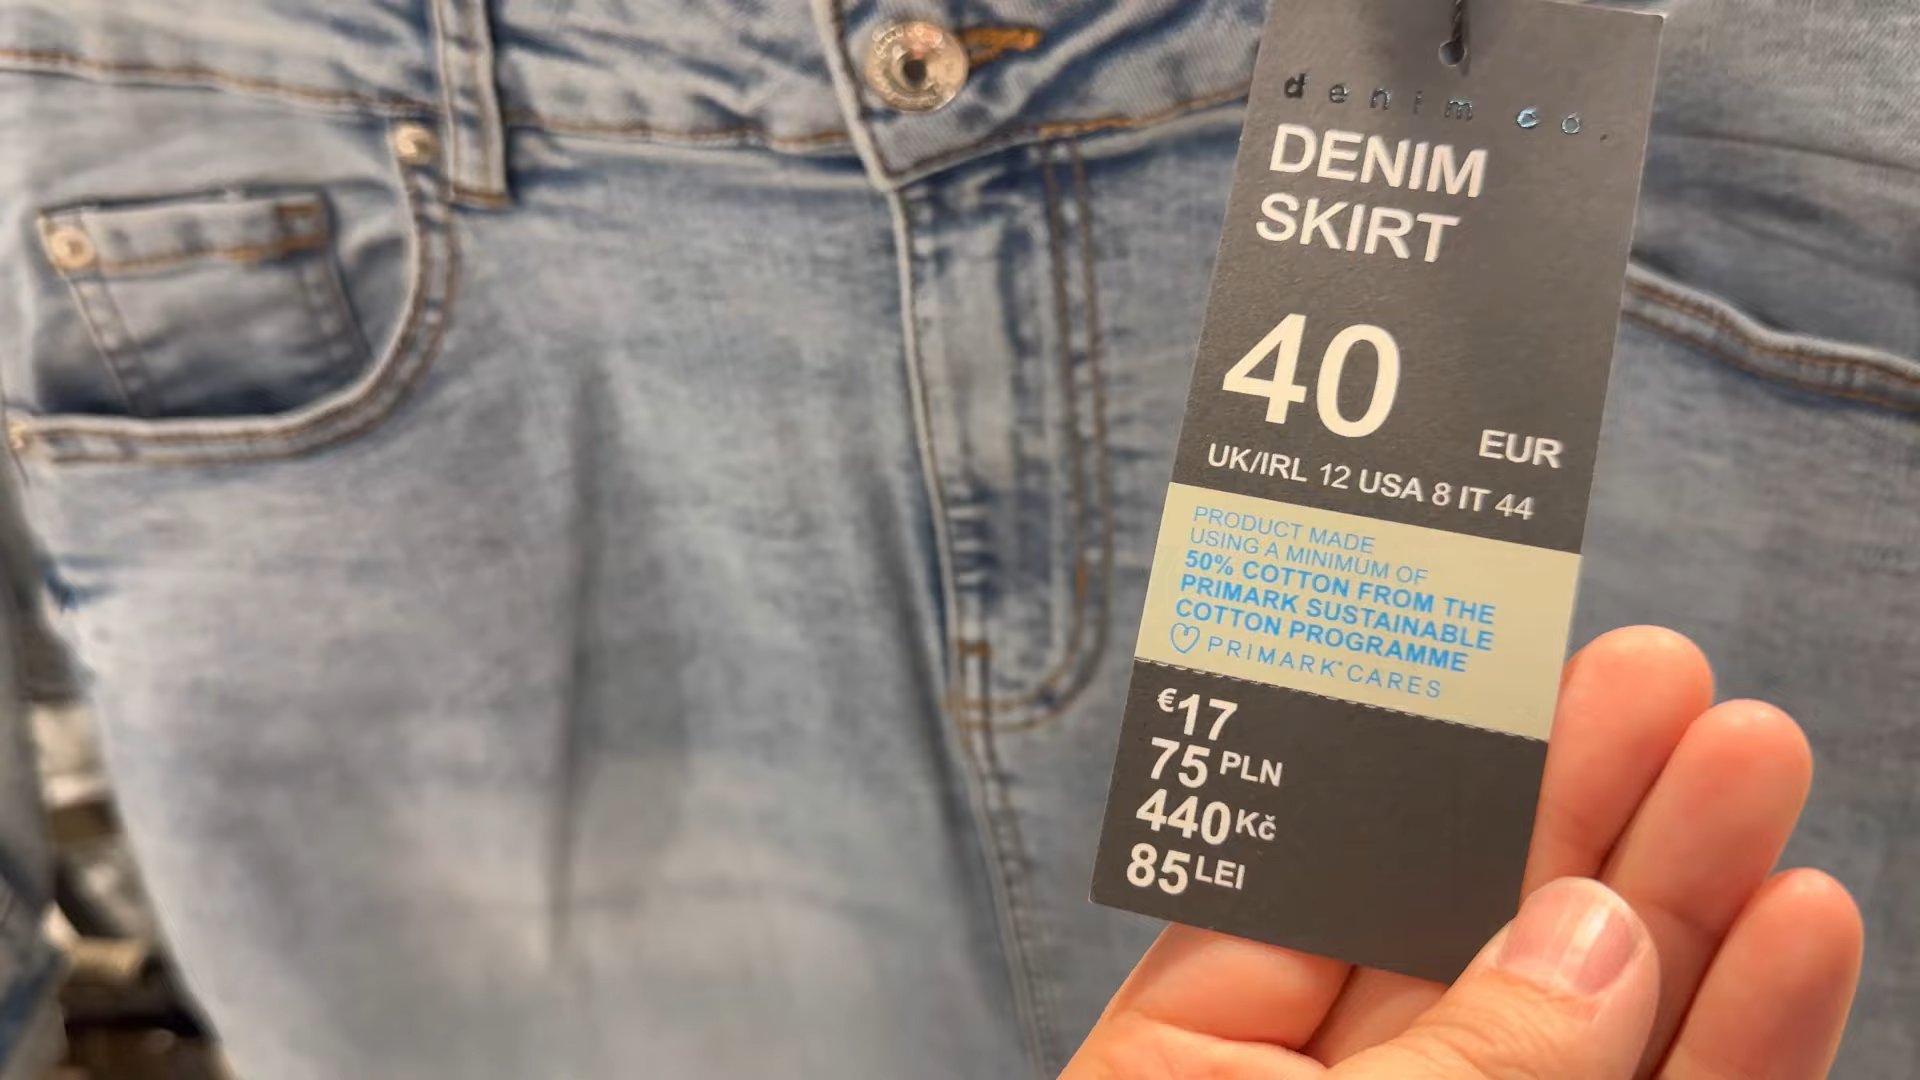 denim co.
DENIM
SKIRT
40 EUR
UK/IRL 12 USA 8 IT 44
PRODUCT MADE
USING A MINIMUM OF
50% COTTON FROM THE
PRIMARK SUSTAINABLE
COTTON PROGRAMME
PRIMARK® CARES
€17
75 PLN
440 Kč
85 LEI